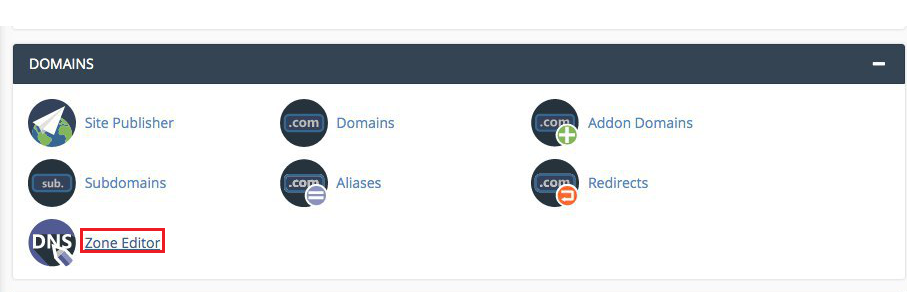 DOMAINS
Site Publisher
.com Domains
.com Addon Domains
sub. Subdomains
.com Aliases
.com Redirects
DNS Zone Editor